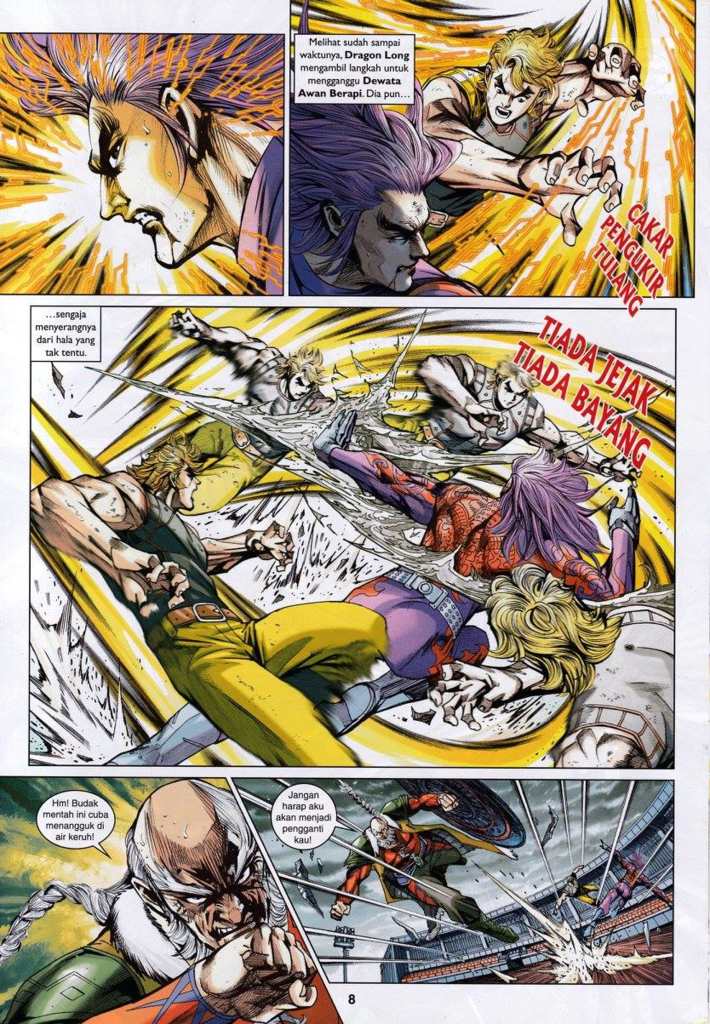 Melihat sudah sampai
waktunya, Dragon Long
mengambil langkah untuk
mengganggu Dewata
Awan Berapi. Dia pun...
CAKAR
PENGUKIR
TULANG
...sengaja
menyerangnya
dari hala yang
tak tentu.
TIADA JEJAK
TIADA BAYANG
Hm! Budak
mentah ini cuba
menangguk di
air keruh!
Jangan
harap aku
akan menjadi
pengganti
kau!
8